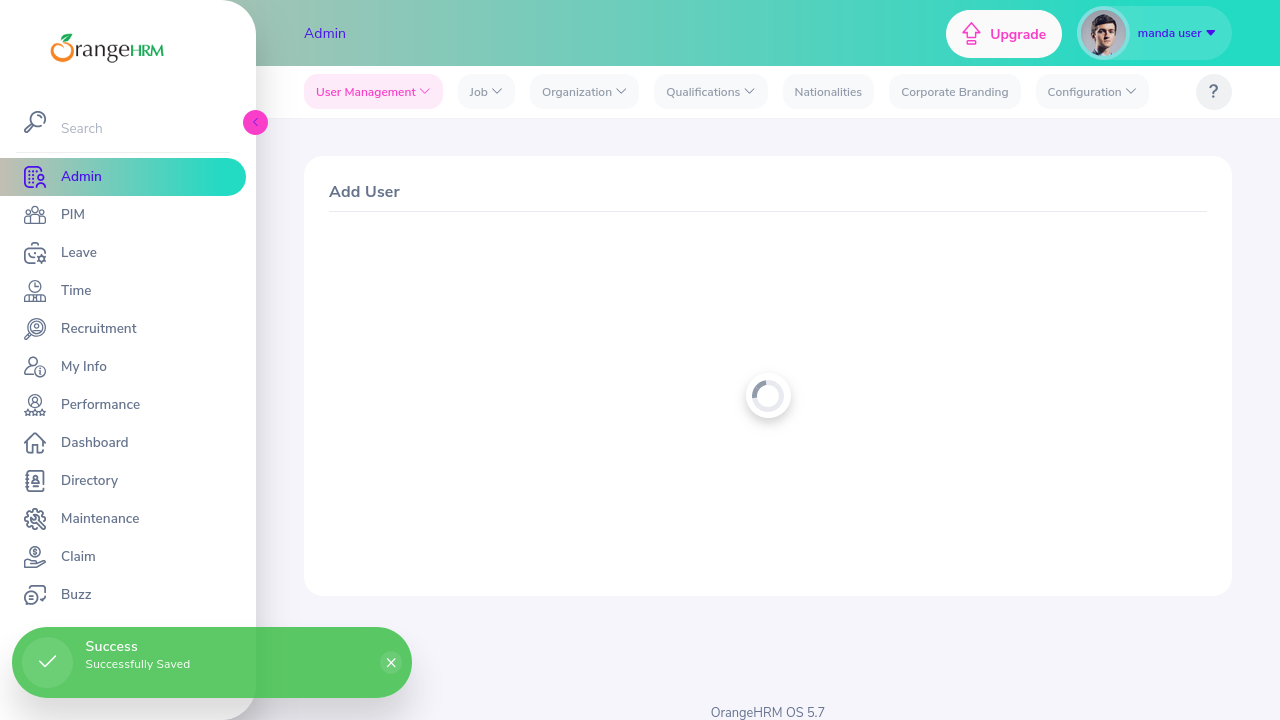 OrangeHRM
Search
Admin
PIM
Leave
Time
Recruitment
My Info
Performance
Dashboard
Directory
Maintenance
Claim
Buzz
Admin
Upgrade
manda user
User Management
Job
Organization
Qualifications
Nationalities
Corporate Branding
Configuration
?
Add User
Success
Successfully Saved
OrangeHRM OS 5.7